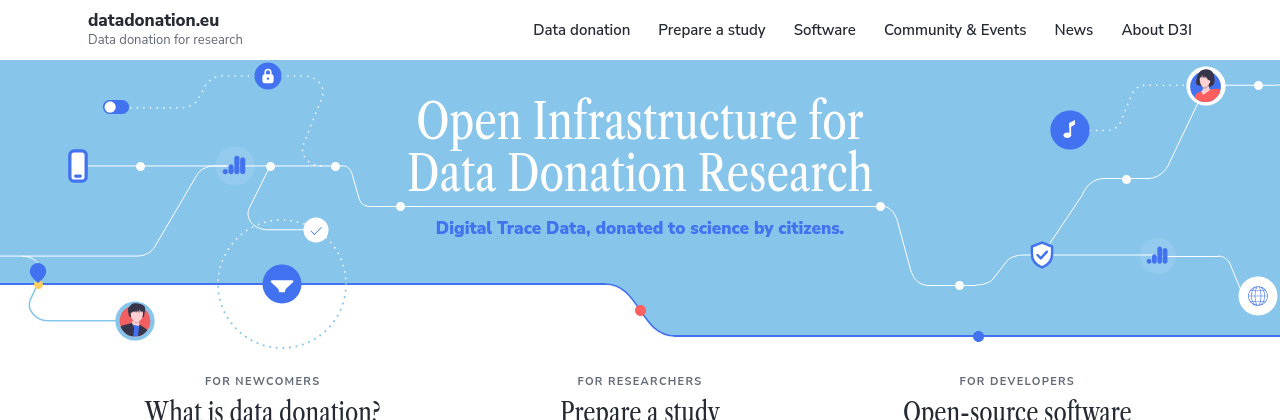 datadonation.eu
Data donation for research
Data donation Prepare a study Software Community & Events News About D3I
Open Infrastructure for
Data Donation Research
Digital Trace Data, donated to science by citizens.
FOR NEWCOMERS
What is data donation?
FOR RESEARCHERS
Prepare a study
FOR DEVELOPERS
Open-source software